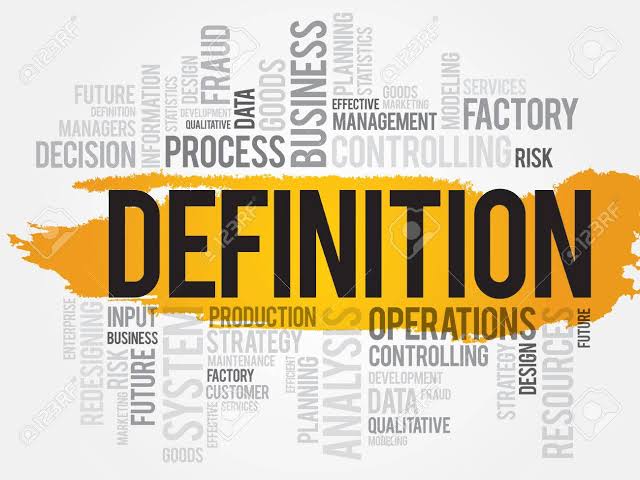 FUTURE
DEFINITION
MANAGERS
DECISION
INFORMATION
STATISTICS
DESIGN
DEVELOPMENT
QUALITATIVE
PROCESS
FRAUD
DATA
GOODS
BUSINESS
PLANNING
STATISTICS
EFFECTIVE
MANAGEMENT
CONTROLLING
GOODS
MARKETING
MODELING
SERVICES
FACTORY
RISK
DEFINITION
ENTERPRISE
REDESIGNING
INPUT
BUSINESS
MARKETING
RISK
FUTURE
SYSTEM
GOODS
PRODUCTION
STRATEGY
MAINTENANCE
FACTORY
CUSTOMER
SERVICES
EFFECTIVE
EFFICIENT
PLANNING
ANALYSIS
OPERATIONS
CONTROLLING
DEVELOPMENT
DATA
FRAUD
QUALITATIVE
MODELING
STRATEGY
DESIGN
RESOURCES
FUTURE
123RF